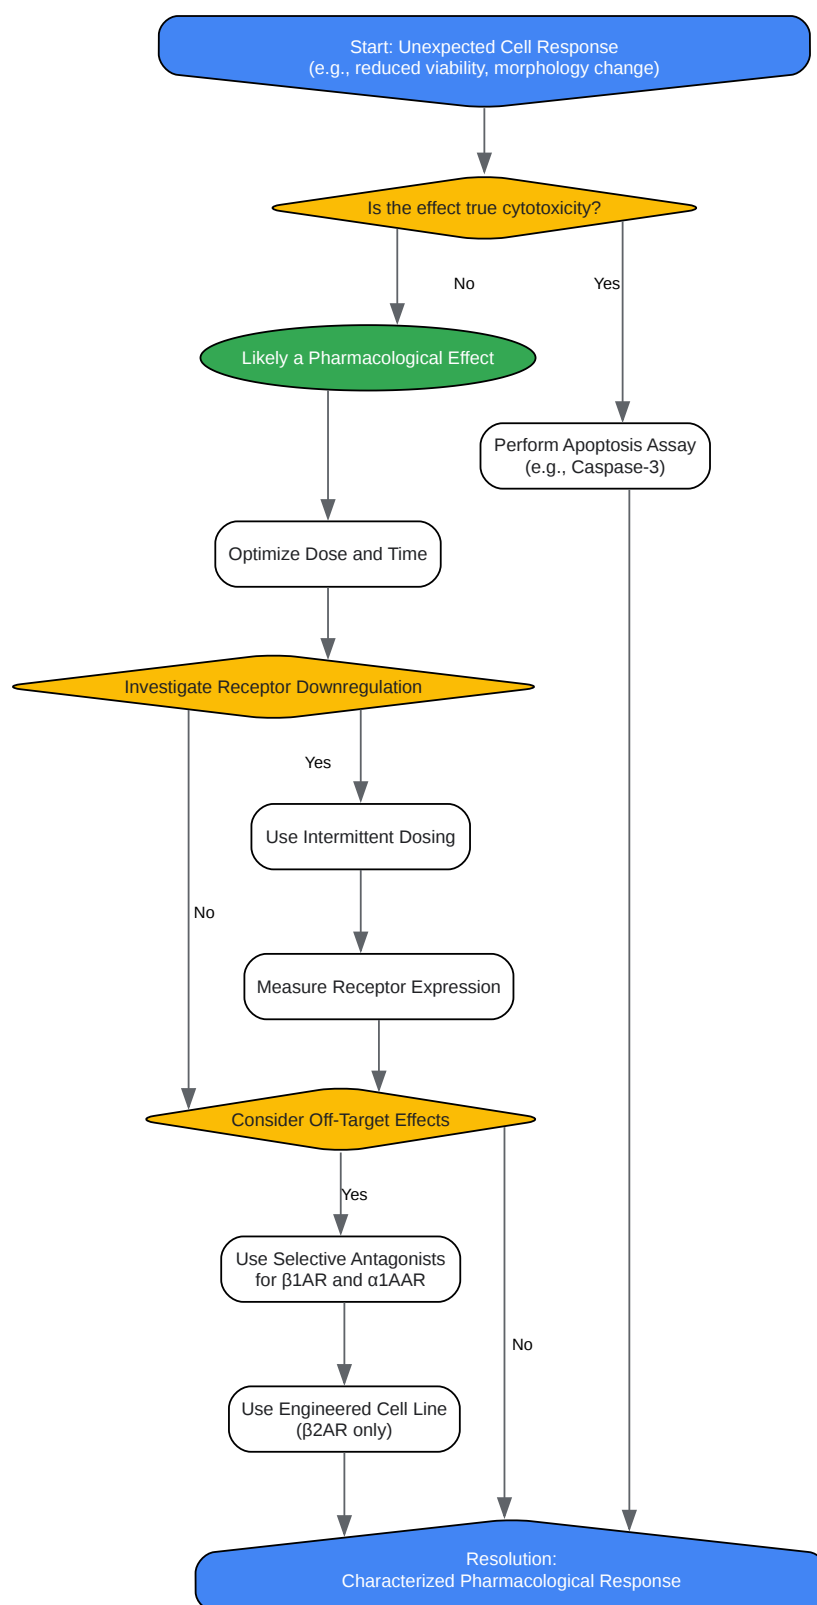 Start: Unexpected Cell Response
(e.g., reduced viability, morphology change)
Is the effect true cytotoxicity?
No
Yes
Likely a Pharmacological Effect
Perform Apoptosis Assay
(e.g., Caspase-3)
Optimize Dose and Time
Investigate Receptor Downregulation
Yes
Use Intermittent Dosing
No
Measure Receptor Expression
Consider Off-Target Effects
Yes
Use Selective Antagonists
for β1AR and α1AAR
No
Use Engineered Cell Line
(β2AR only)
Resolution:
Characterized Pharmacological Response